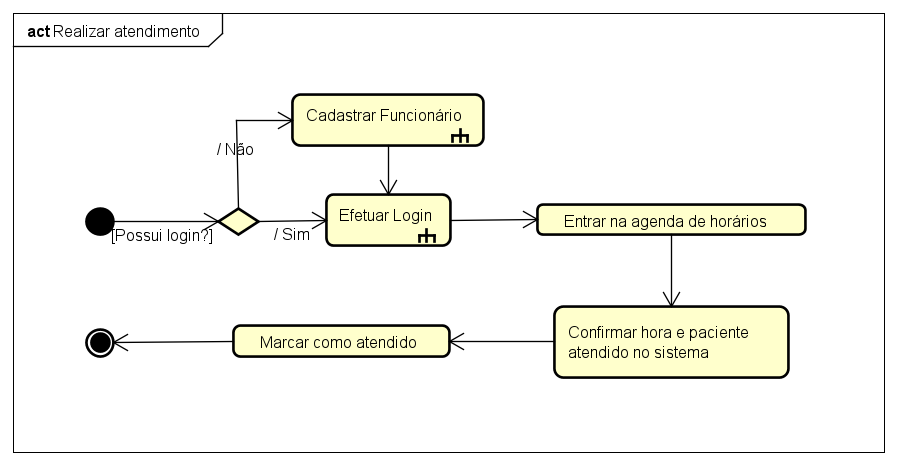 act Realizar atendimento
Cadastrar Funcionário
/ Não
Efetuar Login
[Possui login?]
/ Sim
Entrar na agenda de horários
Confirmar hora e paciente
atendido no sistema
Marcar como atendido